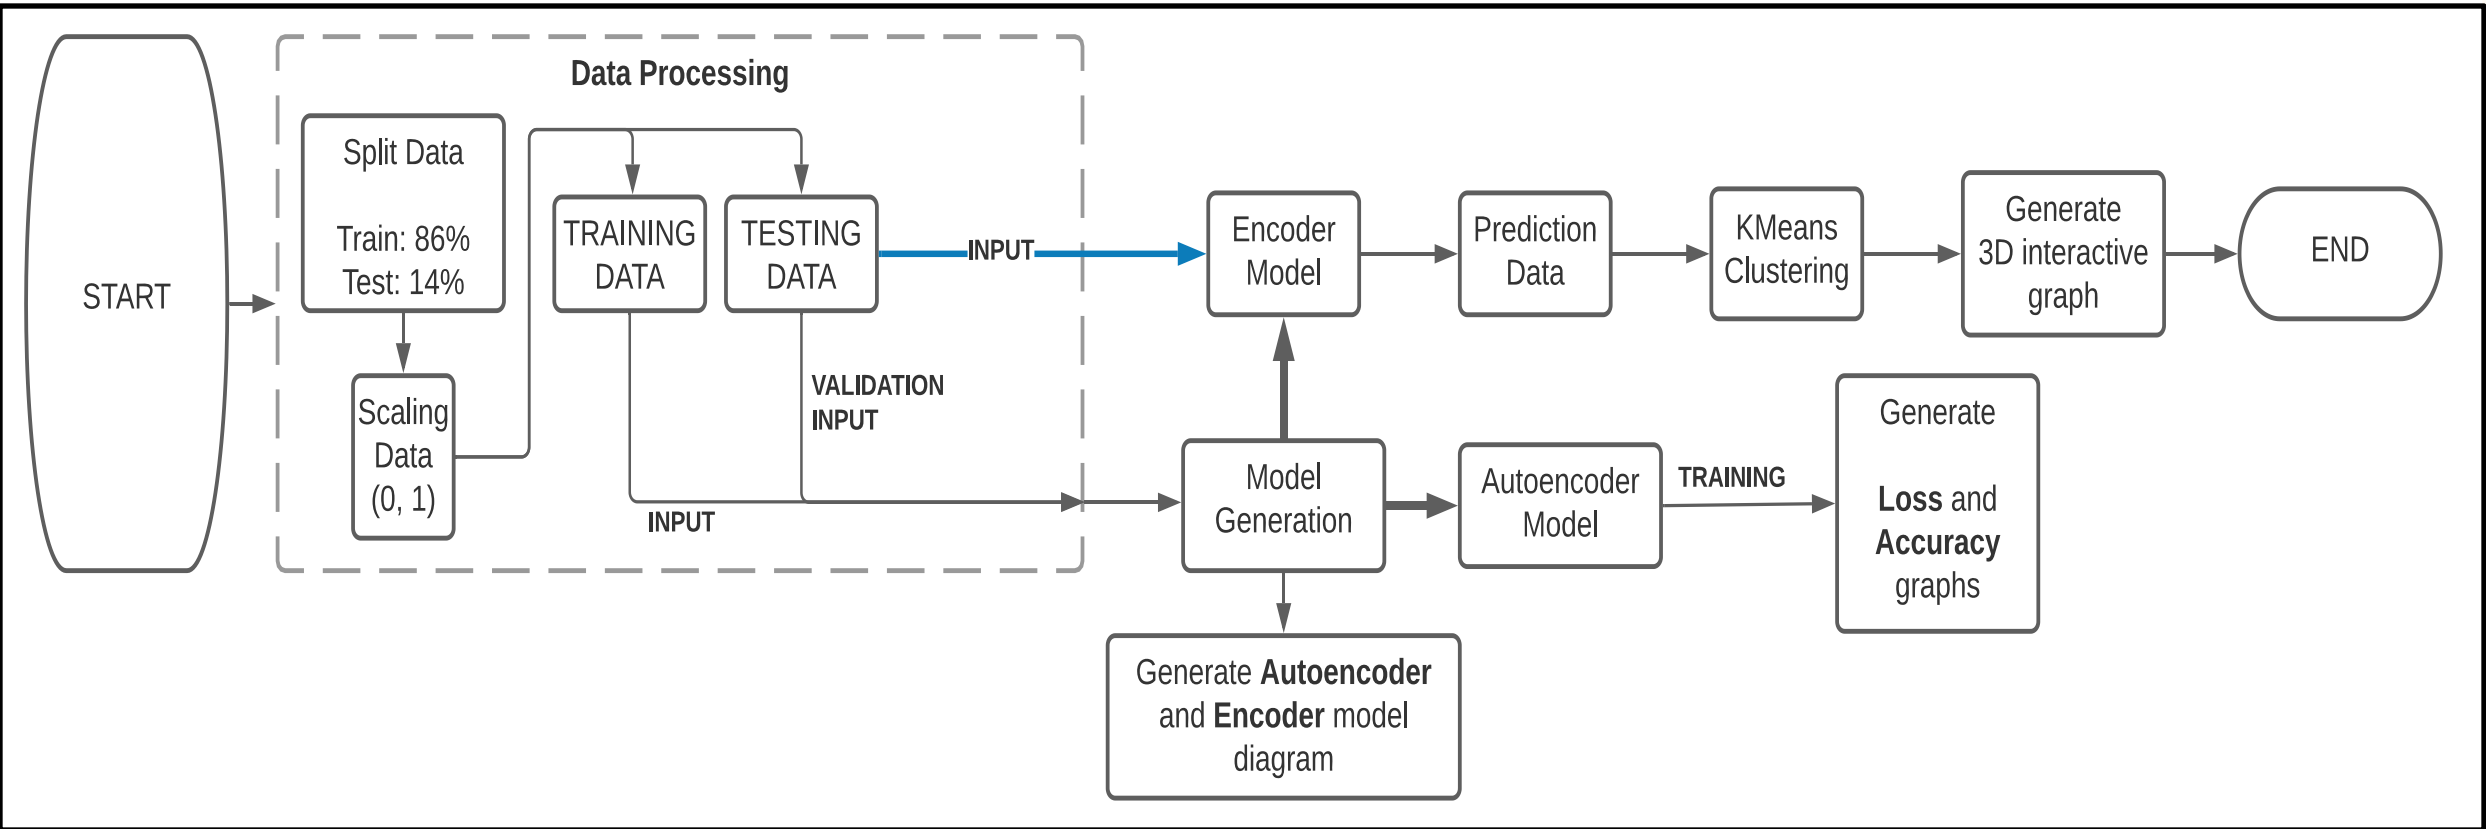 START
Data Processing
Split Data
Train: 86%
Test: 14%
Scaling
Data
(0, 1)
TRAINING
DATA
TESTING
DATA
INPUT
VALIDATION
INPUT
INPUT
Encoder
Model
Prediction
Data
KMeans
Clustering
Generate
3D interactive
graph
END
Model
Generation
Autoencoder
Model
TRAINING
Generate
Loss and
Accuracy
graphs
Generate Autoencoder
and Encoder model
diagram